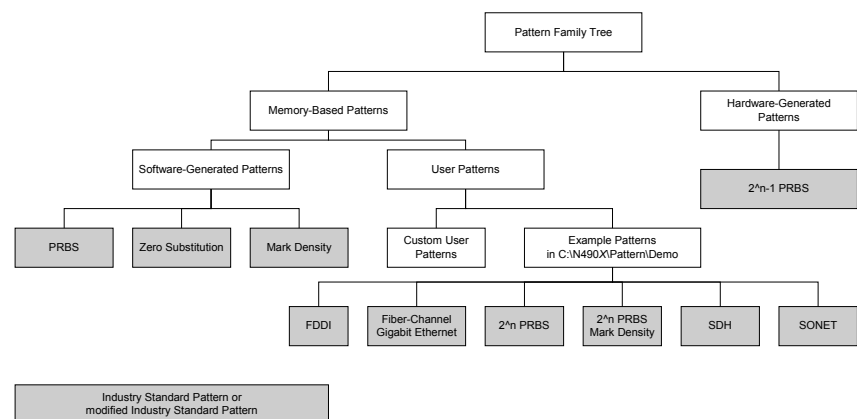 Pattern Family Tree
Memory-Based Patterns
Hardware-Generated
Patterns
Software-Generated Patterns
User Patterns
2^n-1 PRBS
PRBS
Zero Substitution
Mark Density
Custom User
Patterns
Example Patterns
in C:\N490X\Pattern\Demo
FDDI
Fiber-Channel
Gigabit Ethernet
2^n PRBS
2^n PRBS
Mark Density
SDH
SONET
Industry Standard Pattern or
modified Industry Standard Pattern